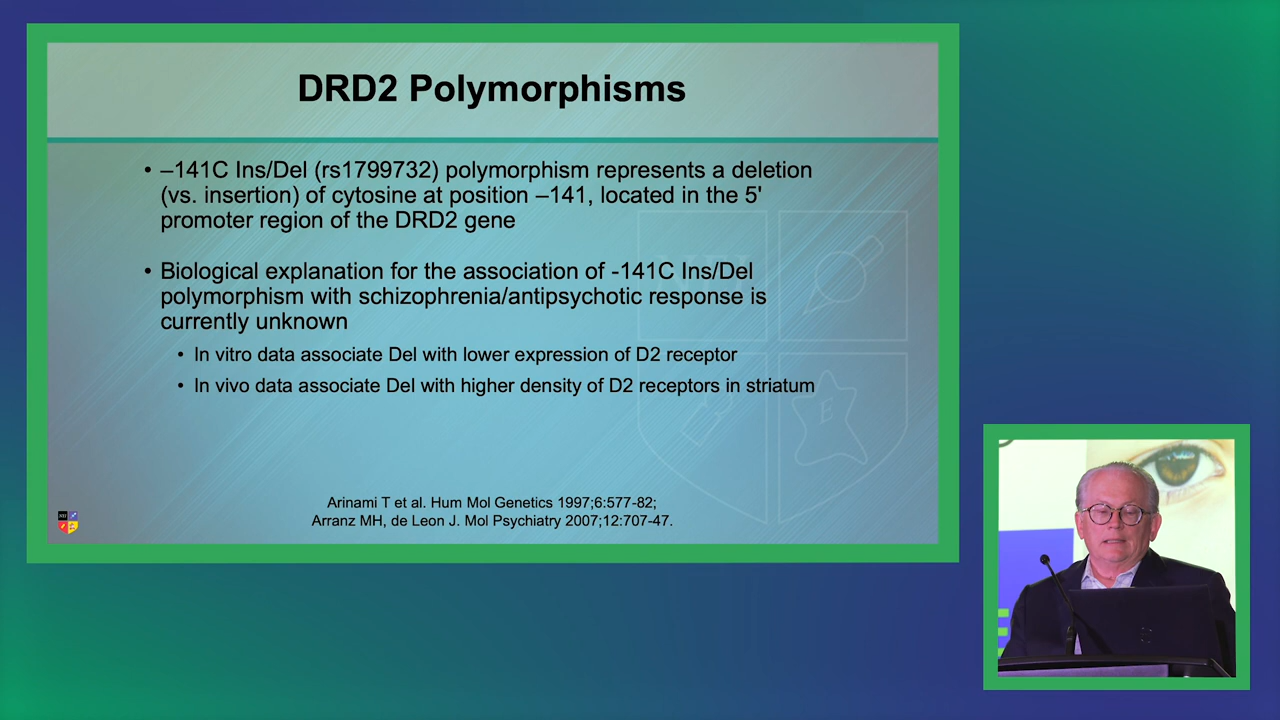 DRD2 Polymorphisms
• –141C Ins/Del (rs1799732) polymorphism represents a deletion
(vs. insertion) of cytosine at position –141, located in the 5'
promoter region of the DRD2 gene
• Biological explanation for the association of -141C Ins/Del
polymorphism with schizophrenia/antipsychotic response is
currently unknown
• In vitro data associate Del with lower expression of D2 receptor
• In vivo data associate Del with higher density of D2 receptors in striatum
Arinami T et al. Hum Mol Genetics 1997;6:577-82;
Arranz MH, de Leon J. Mol Psychiatry 2007;12:707-47.